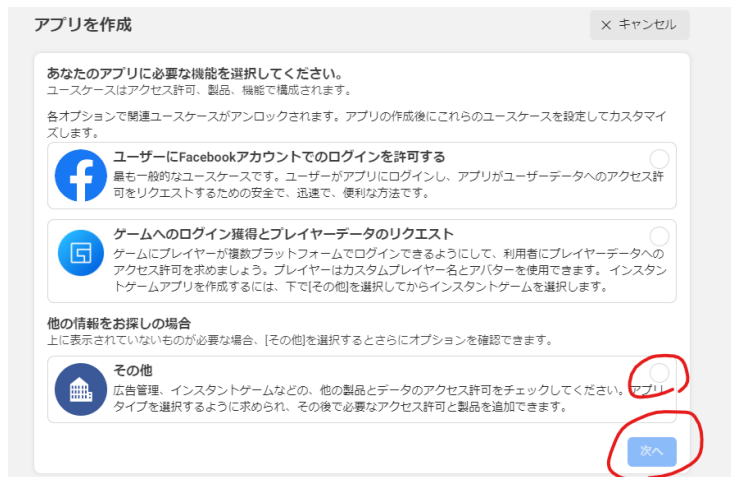 アプリを作成
× キャンセル
あなたのアプリに必要な機能を選択してください。
ユースケースはアクセス許可、製品、機能で構成されます。
各オプションで関連ユースケースがアンロックされます。アプリの作成後にこれらのユースケースを設定してカスタマイ
ズします。
ユーザーにFacebookアカウントでのログインを許可する
最も一般的なユースケースです。ユーザーがアプリにログインし、アプリがユーザーデータへのアクセス許
可をリクエストするための安全で、迅速で、便利な方法です。
ゲームへのログイン獲得とプレイヤーデータのリクエスト
ゲームにプレイヤーが複数プラットフォームでログインできるようにして、利用者にプレイヤーデータへの
アクセス許可を求めましょう。プレイヤーはカスタムプレイヤー名とアバターを使用できます。 インスタン
トゲームアプリを作成するには、下で[その他]を選択してからインスタントゲームを選択します。
他の情報をお探しの場合
上に表示されていないものが必要な場合、[その他]を選択するとさらにオプションを確認できます。
その他
広告管理、インスタントゲームなどの、他の製品とデータのアクセス許可をチェックしてください。アプリ
タイプを選択するように求められ、その後で必要なアクセス許可と製品を追加できます。
次へ